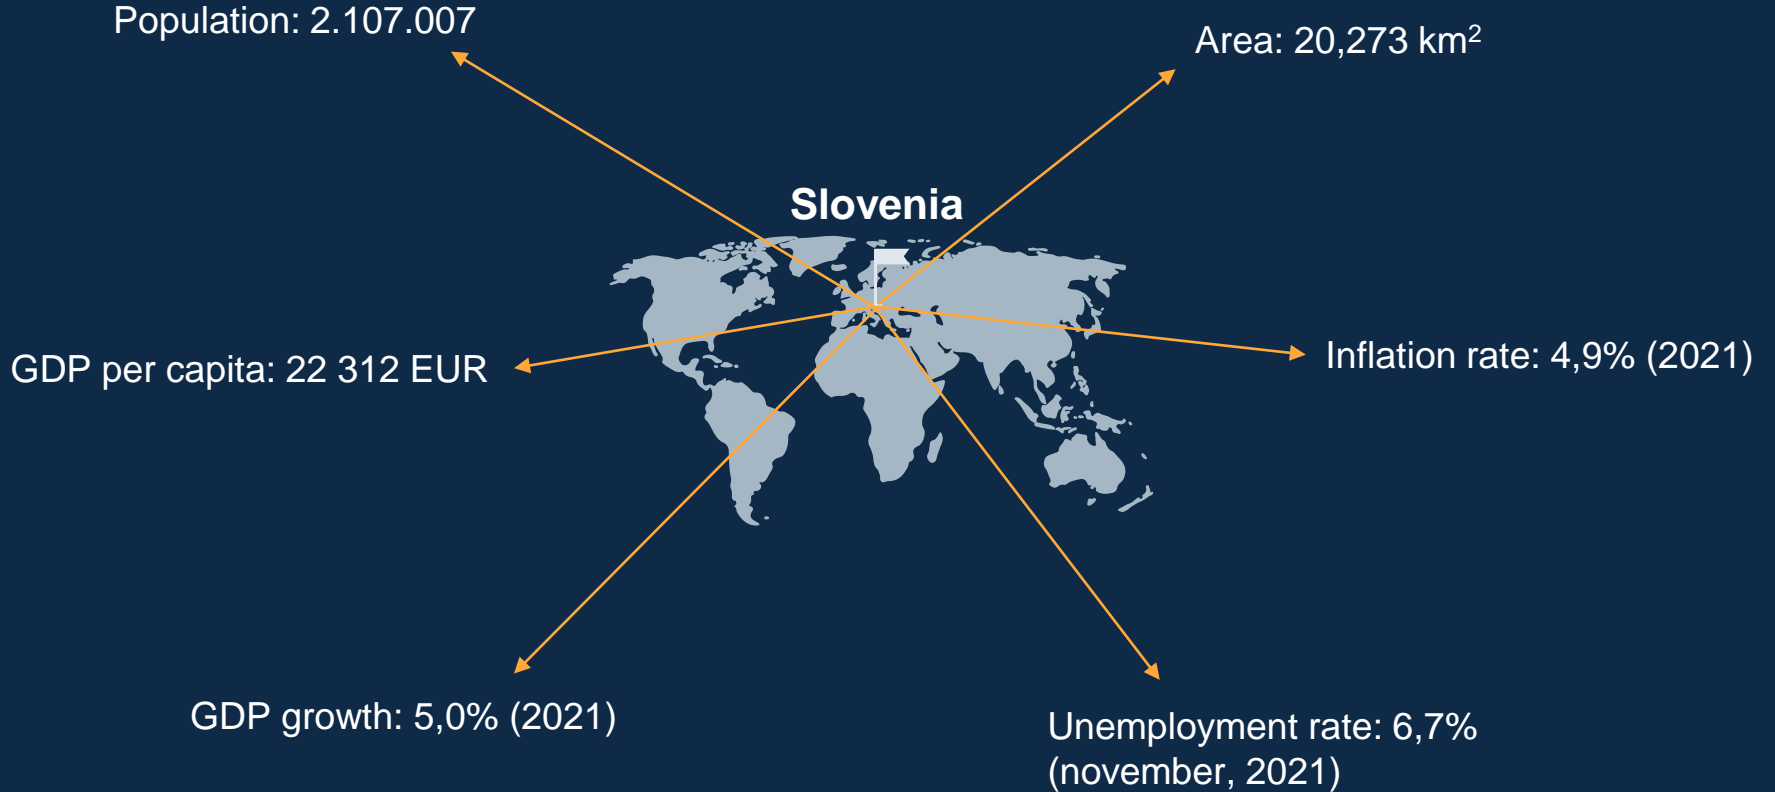 Population: 2.107.007
Area: 20,273 km²
Slovenia
GDP per capita: 22 312 EUR
Inflation rate: 4,9% (2021)
GDP growth: 5,0% (2021)
Unemployment rate: 6,7%
(november, 2021)